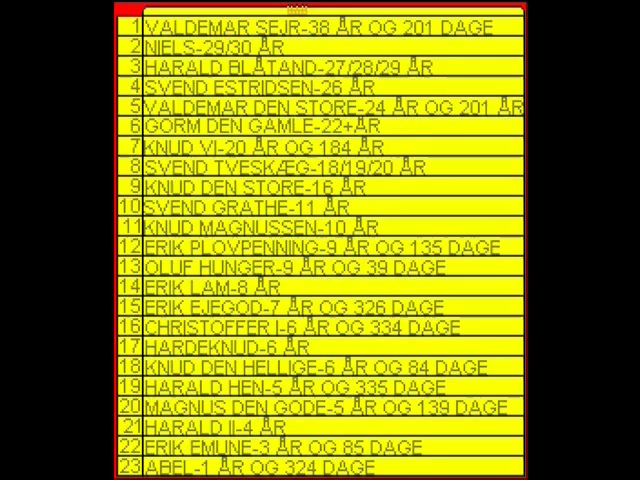 1 VALDEMAR SEJR-38 ÅR OG 201 DAGE
2 NIELS-29/30 ÅR
3 HARALD BLÅTAND-27/28/29 ÅR
4 SVEND ESTRIDSEN-26 ÅR
5 VALDEMAR DEN STORE-24 ÅR OG 201 ÅR
6 GORM DEN GAMLE-22+ÅR
7 KNUD VI-20 ÅR OG 184 ÅR
8 SVEND TVESKÆG-18/19/20 ÅR
9 KNUD DEN STORE-16 ÅR
10 SVEND GRATHE-11 ÅR
11 KNUD MAGNUSSEN-10 ÅR
12 ERIK PLOVPENNING-9 ÅR OG 135 DAGE
13 OLUF HUNGER-9 ÅR OG 39 DAGE
14 ERIK LAM-8 ÅR
15 ERIK EJEGOD-7 ÅR OG 326 DAGE
16 CHRISTOFFER I-6 ÅR OG 334 DAGE
17 HARDEKNUD-6 ÅR
18 KNUD DEN HELLIGE-6 ÅR OG 84 DAGE
19 HARALD HEN-5 ÅR OG 335 DAGE
20 MAGNUS DEN GODE-5 ÅR OG 139 DAGE
21 HARALD II-4 ÅR
22 ERIK EMUNE-3 ÅR OG 85 DAGE
23 ABEL-1 ÅR OG 324 DAGE